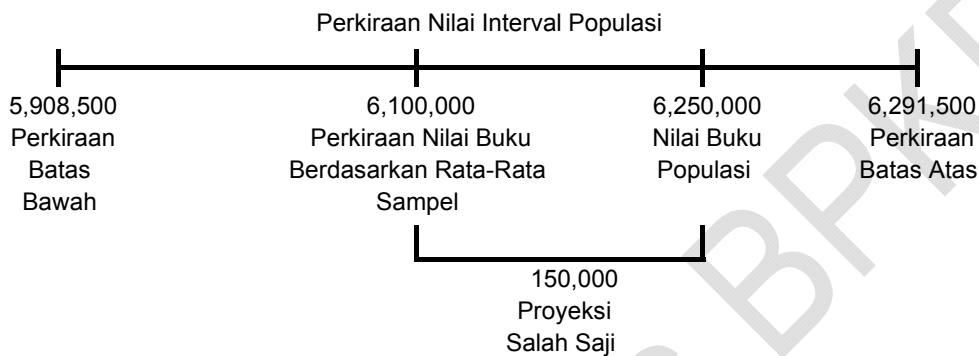 Perkiraan Nilai Interval Populasi
5,908,500
Perkiraan
Batas
Bawah
6,100,000
Perkiraan Nilai Buku
Berdasarkan Rata-Rata
Sampel
6,250,000
Nilai Buku
Populasi
6,291,500
Perkiraan
Batas Atas
150,000
Proyeksi
Salah Saji